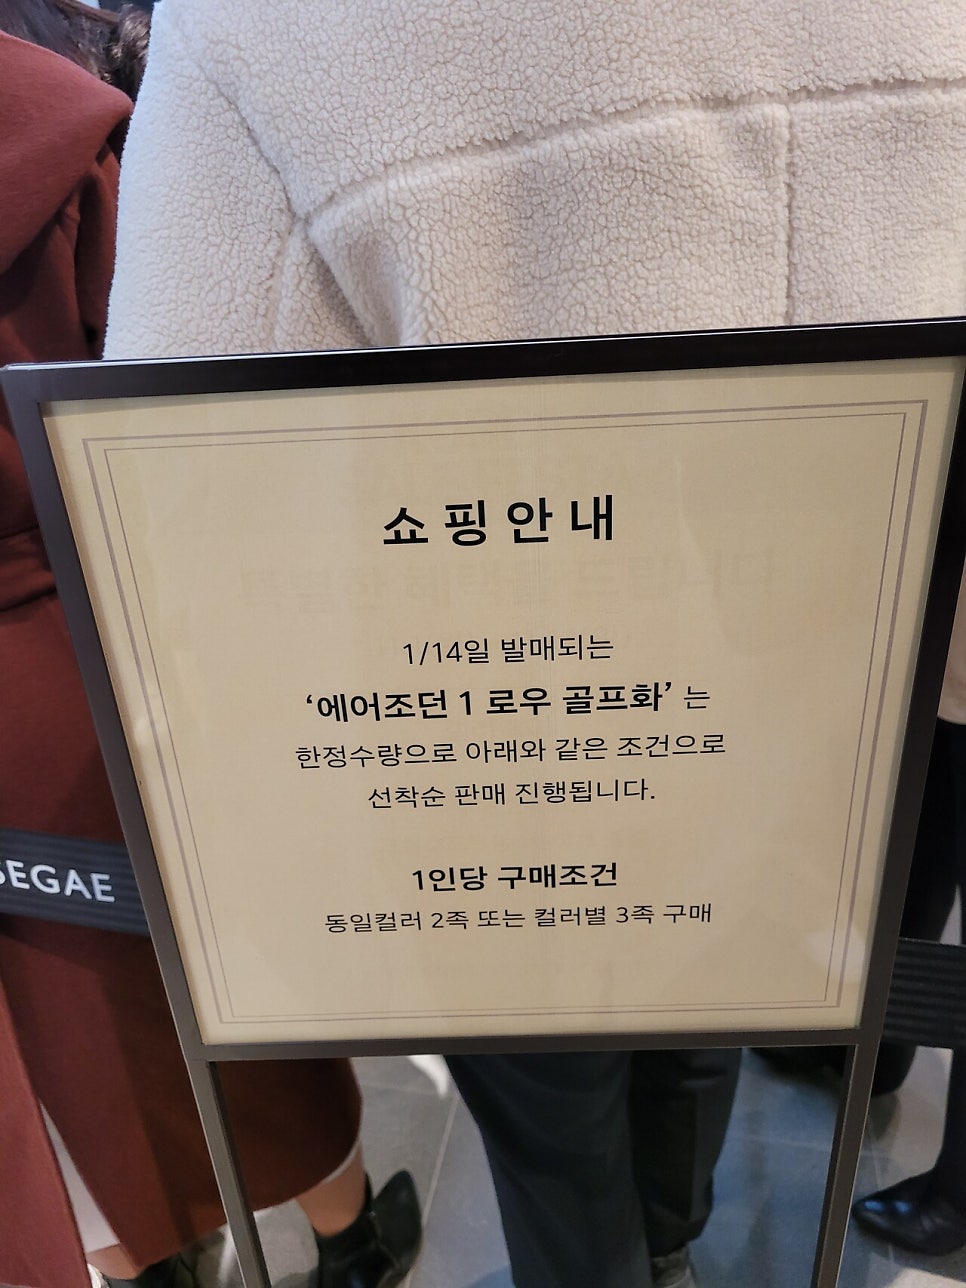 쇼핑안내
1/14일 발매되는
‘에어조던 1 로우 골프화’ 는
한정수량으로 아래와 같은 조건으로
선착순 판매 진행됩니다.
1인당 구매조건
동일컬러 2족 또는 컬러별 3족 구매
SEGAE